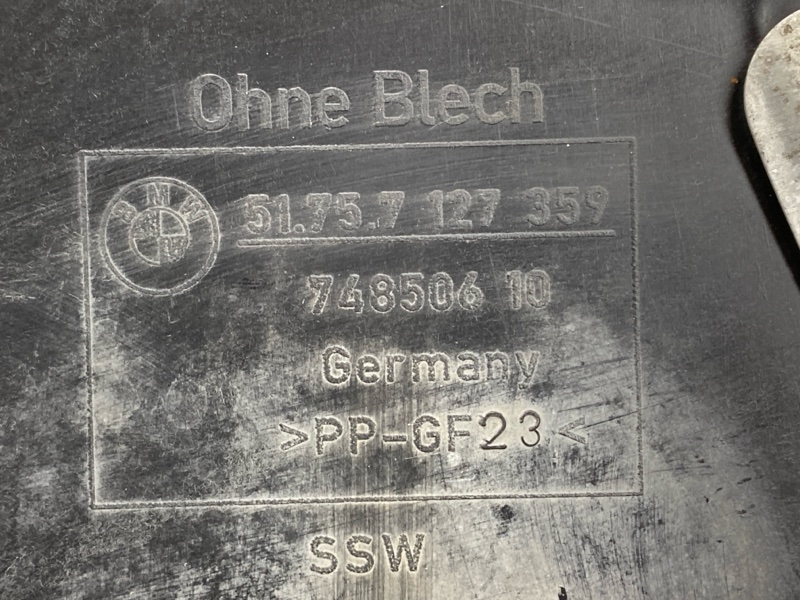 Ohne Blech
BMW
51.75.7 127 359
748506 10
Germany
>PP-GF23<
SSW